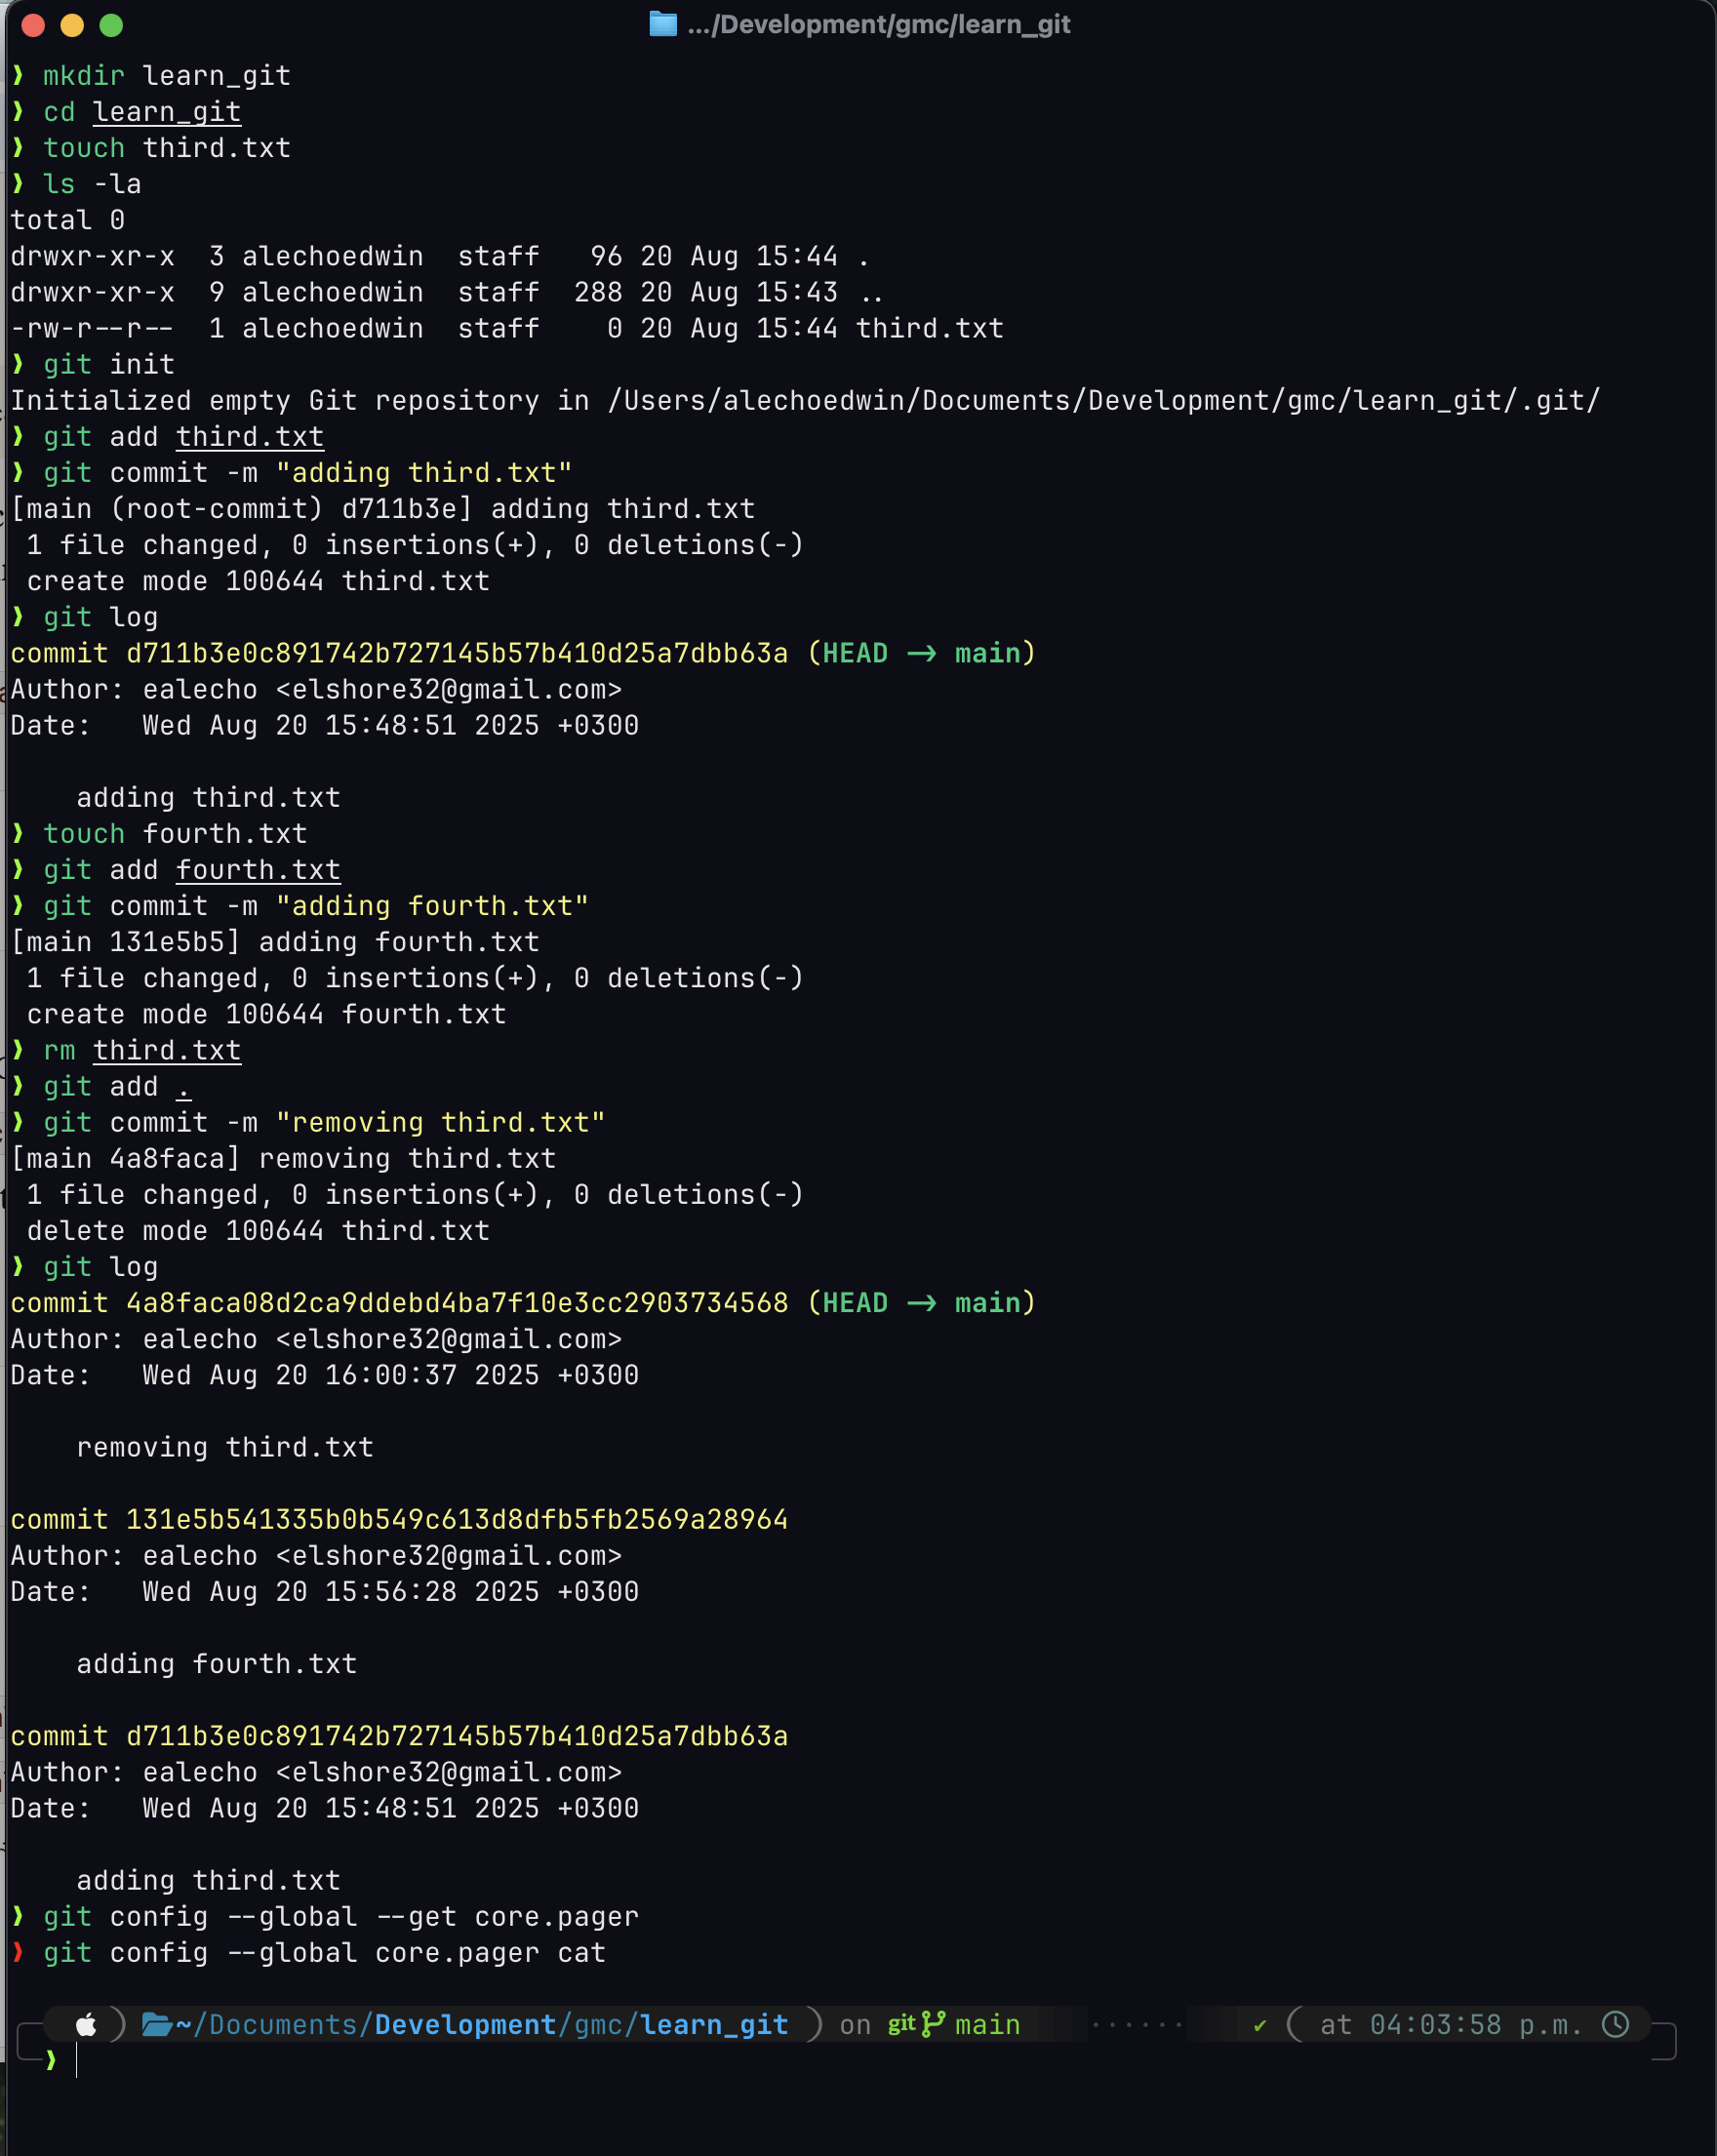 .../Development/gmc/learn_git
❯ mkdir learn_git
❯ cd learn_git
❯ touch third.txt
❯ ls -la
total 0
drwxr-xr-x  3 alechoedwin  staff   96 20 Aug 15:44 .
drwxr-xr-x  9 alechoedwin  staff  288 20 Aug 15:43 ..
-rw-r--r--  1 alechoedwin  staff    0 20 Aug 15:44 third.txt
❯ git init
Initialized empty Git repository in /Users/alechoedwin/Documents/Development/gmc/learn_git/.git/
❯ git add third.txt
❯ git commit -m "adding third.txt"
[main (root-commit) d711b3e] adding third.txt
 1 file changed, 0 insertions(+), 0 deletions(-)
 create mode 100644 third.txt
❯ git log
commit d711b3e0c891742b727145b57b410d25a7dbb63a (HEAD -> main)
Author: ealecho <elshore32@gmail.com>
Date:   Wed Aug 20 15:48:51 2025 +0300

    adding third.txt
❯ touch fourth.txt
❯ git add fourth.txt
❯ git commit -m "adding fourth.txt"
[main 131e5b5] adding fourth.txt
 1 file changed, 0 insertions(+), 0 deletions(-)
 create mode 100644 fourth.txt
❯ rm third.txt
❯ git add .
❯ git commit -m "removing third.txt"
[main 4a8faca] removing third.txt
 1 file changed, 0 insertions(+), 0 deletions(-)
 delete mode 100644 third.txt
❯ git log
commit 4a8faca08d2ca9ddebd4ba7f10e3cc2903734568 (HEAD -> main)
Author: ealecho <elshore32@gmail.com>
Date:   Wed Aug 20 16:00:37 2025 +0300

    removing third.txt

commit 131e5b541335b0b549c613d8dfb5fb2569a28964
Author: ealecho <elshore32@gmail.com>
Date:   Wed Aug 20 15:56:28 2025 +0300

    adding fourth.txt

commit d711b3e0c891742b727145b57b410d25a7dbb63a
Author: ealecho <elshore32@gmail.com>
Date:   Wed Aug 20 15:48:51 2025 +0300

    adding third.txt
❯ git config --global --get core.pager
❯ git config --global core.pager cat
~/Documents/Development/gmc/learn_git ) on git main ······ ✔ ( at 04:03:58 p.m.
❯